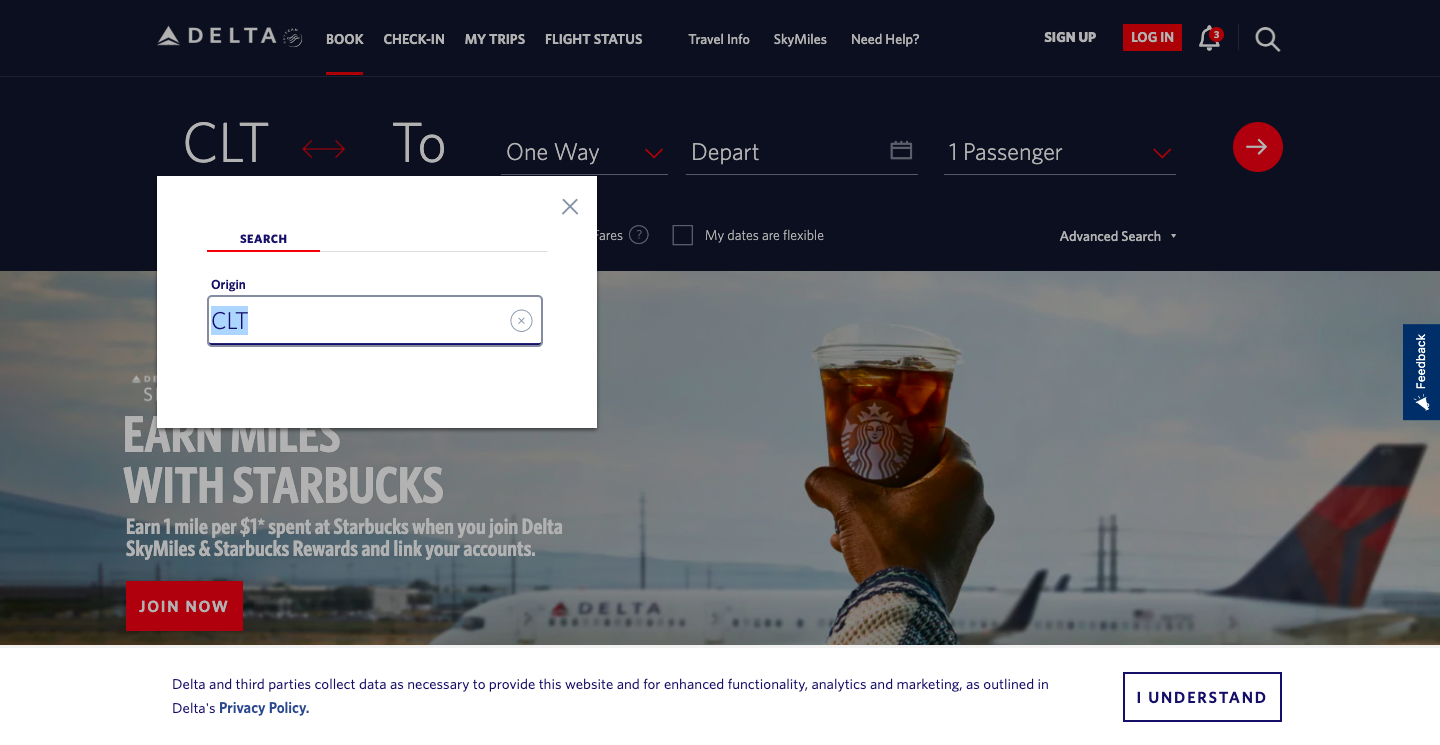 DELTA
BOOK
CHECK-IN
MY TRIPS
FLIGHT STATUS
Travel Info
SkyMiles
Need Help?
SIGN UP
LOG IN
3
CLT
To
One Way
Depart
1 Passenger
Fares
?
My dates are flexible
Advanced Search
SEARCH
Origin
CLT
EARN MILES
WITH STARBUCKS
Earn 1 mile per $1* spent at Starbucks when you join Delta
SkyMiles & Starbucks Rewards and link your accounts.
JOIN NOW
DELTA
Feedback
Delta and third parties collect data as necessary to provide this website and for enhanced functionality, analytics and marketing, as outlined in
Delta's Privacy Policy.
I UNDERSTAND